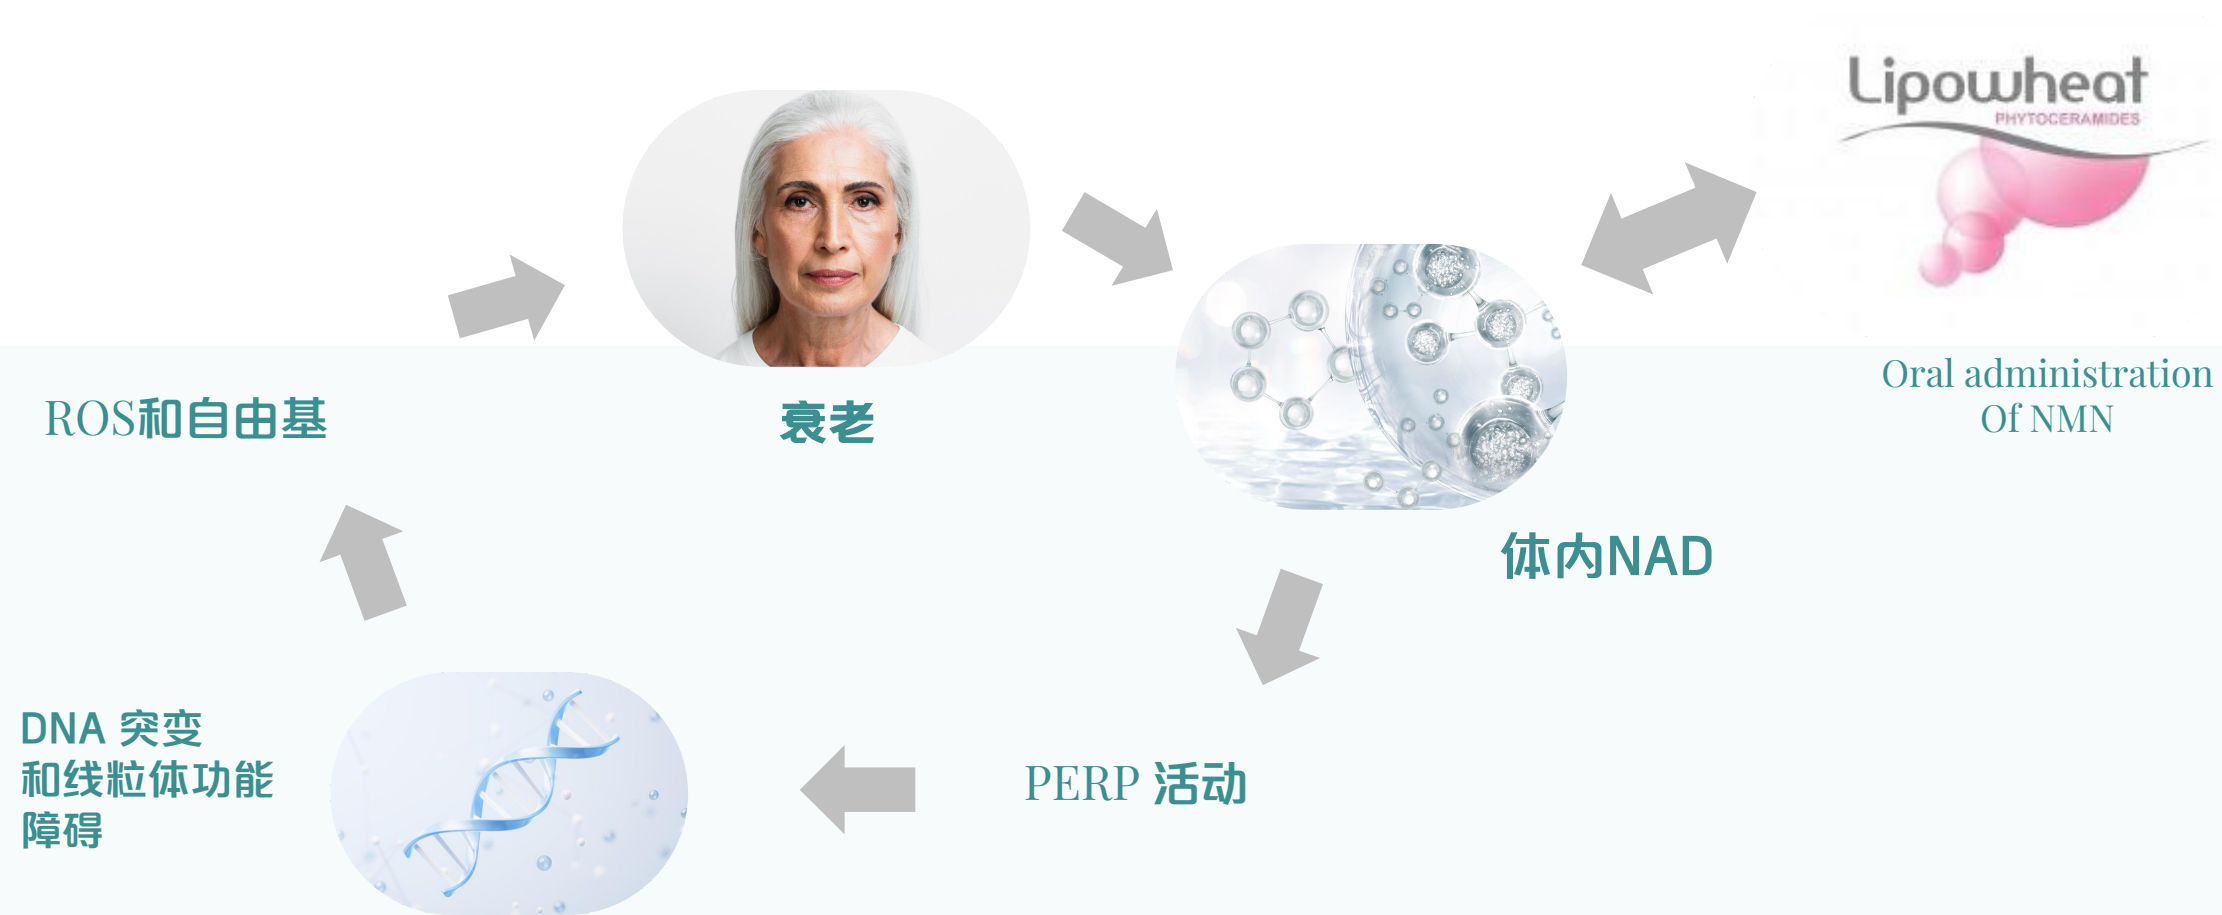 Lipowheat
PHYTOCERAMIDES
Oral administration
Of NMN
ROS和自由基
衰老
体内NAD
DNA 突变
和线粒体功能
障碍
PERP 活动